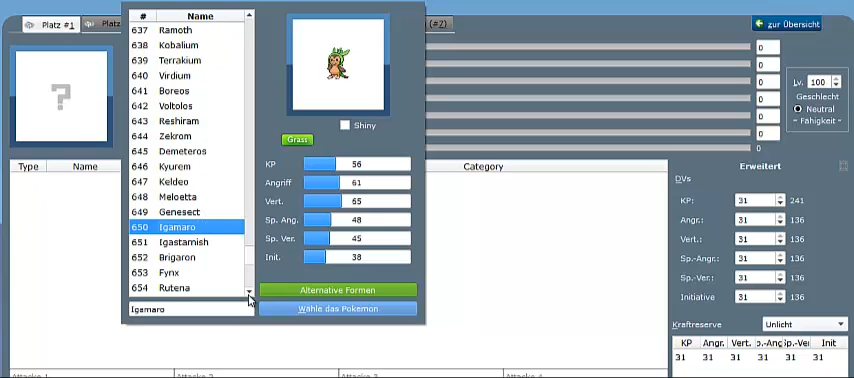 Platz #1
Platz
(#7)
zur Übersicht
# Name
637 Ramoth
638 Kobalium
639 Terrakium
640 Virdium
641 Boreos
642 Voltolos
643 Reshiram
644 Zekrom
645 Demeteros
646 Kyurem
647 Keldeo
648 Meloetta
649 Genesect
650 Igamaro
651 Igastarnish
652 Brigaron
653 Fynx
654 Rutena
Igamaro
?
Shiny
Grass
KP 56
Angriff 61
Vert. 65
Sp. Ang. 48
Sp. Ver. 45
Init. 38
Alternative Formen
Wähle das Pokemon
0
0
0
0
0
0
0
Lv. 100
Geschlecht
Neutral
- Fähigkeit -
Type Name Category
Erweitert
DVs
KP: 31 241
Angr.: 31 136
Vert.: 31 136
Sp.-Angr.: 31 136
Sp.-Ver.: 31 136
Initiative 31 136
Kraftreserve Unlicht
KP Angr. Vert. Init
31 31 31 31 31 31
Attacke 1 Attacke 2 Attacke 3 Attacke 4